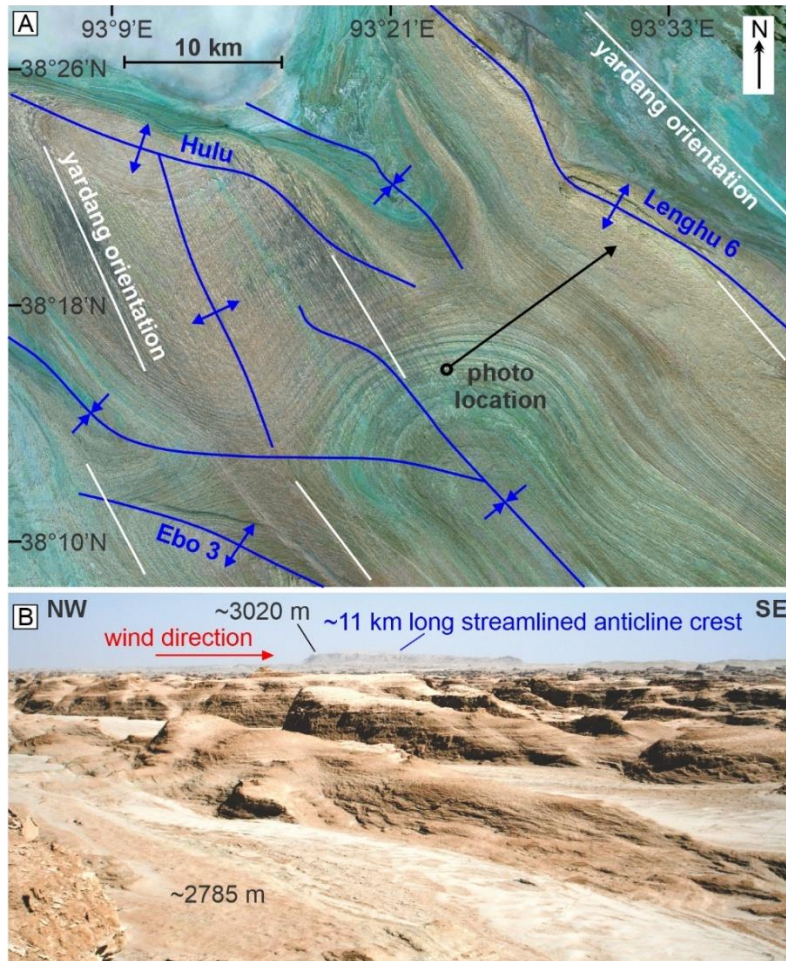 A
93°9'E
93°21'E
93°33'E
N
10 km
38°26'N
yardang orientation
Hulu
yardang orientation
Lenghu 6
38°18'N
photo
location
38°10'N
Ebo 3
B
NW
~3020 m
~11 km long streamlined anticline crest
SE
wind direction
~2785 m